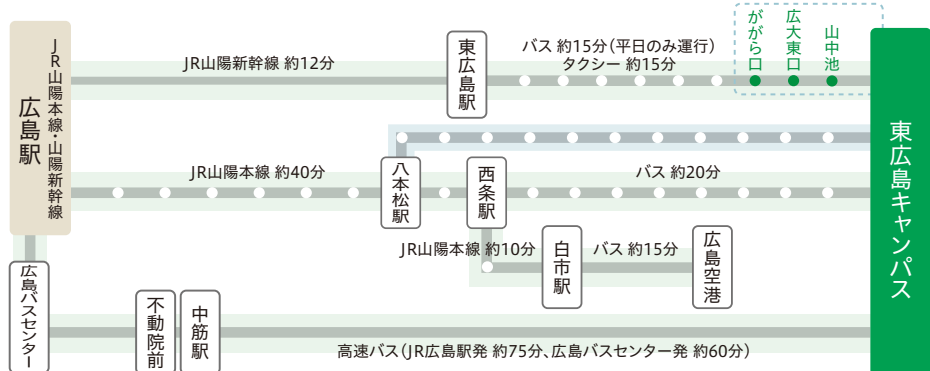 広島駅
JR山陽本線・山陽新幹線
JR山陽新幹線 約12分
東広島駅
バス 約15分（平日のみ運行）
タクシー 約15分
ががら口
広大東口
山中池
東広島キャンパス
JR山陽本線 約40分
八本松駅
西条駅
バス 約20分
JR山陽本線 約10分
白市駅
バス 約15分
広島空港
広島バスセンター
不動院前
中筋駅
高速バス（JR広島駅発 約75分、広島バスセンター発 約60分）